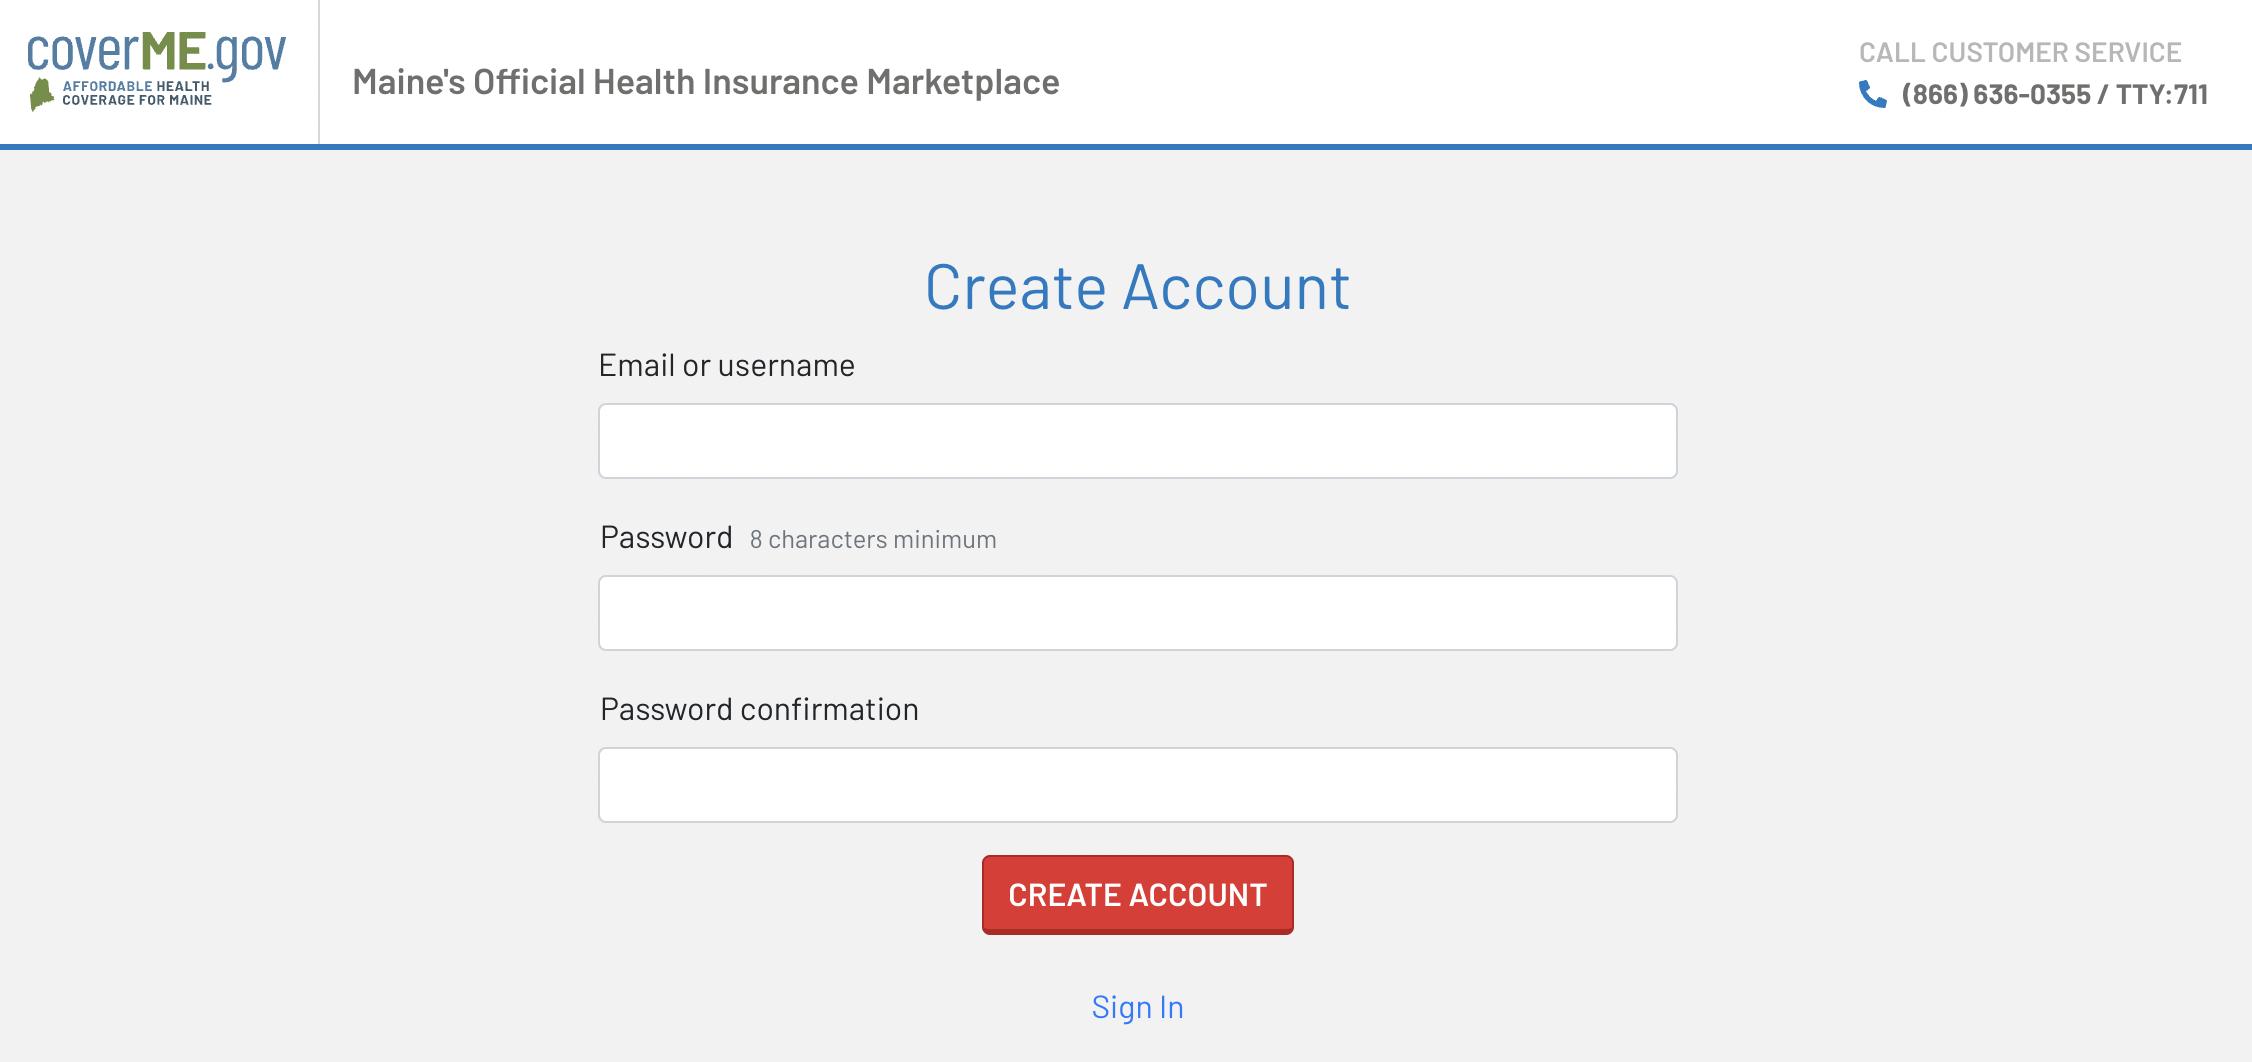 coverME.gov
AFFORDABLE HEALTH
COVERAGE FOR MAINE
Maine's Official Health Insurance Marketplace
CALL CUSTOMER SERVICE
(866) 636-0355 / TTY:711
Create Account
Email or username
Password 8 characters minimum
Password confirmation
CREATE ACCOUNT
Sign In